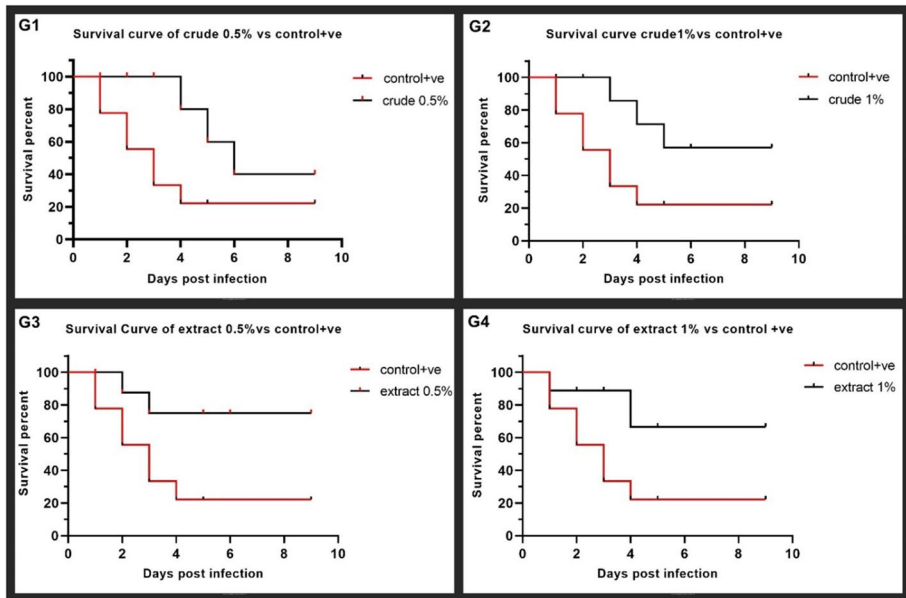 G1
Survival curve of crude 0.5% vs control+ve
control+ve
crude 0.5%
Survival percent
100
80
60
40
20
0
0 2 4 6 8 10
Days post infection
G2
Survival curve crude1%vs control+ve
control+ve
crude 1%
Survival percent
100
80
60
40
20
0
0 2 4 6 8 10
Days post infection
G3
Survival Curve of extract 0.5%vs control+ve
control+ve
extract 0.5%
Survival percent
100
80
60
40
20
0
0 2 4 6 8 10
Days post infection
G4
Survival curve of extract 1% vs control +ve
control+ve
extract 1%
Survival percent
100
80
60
40
20
0
0 2 4 6 8 10
Days post infection